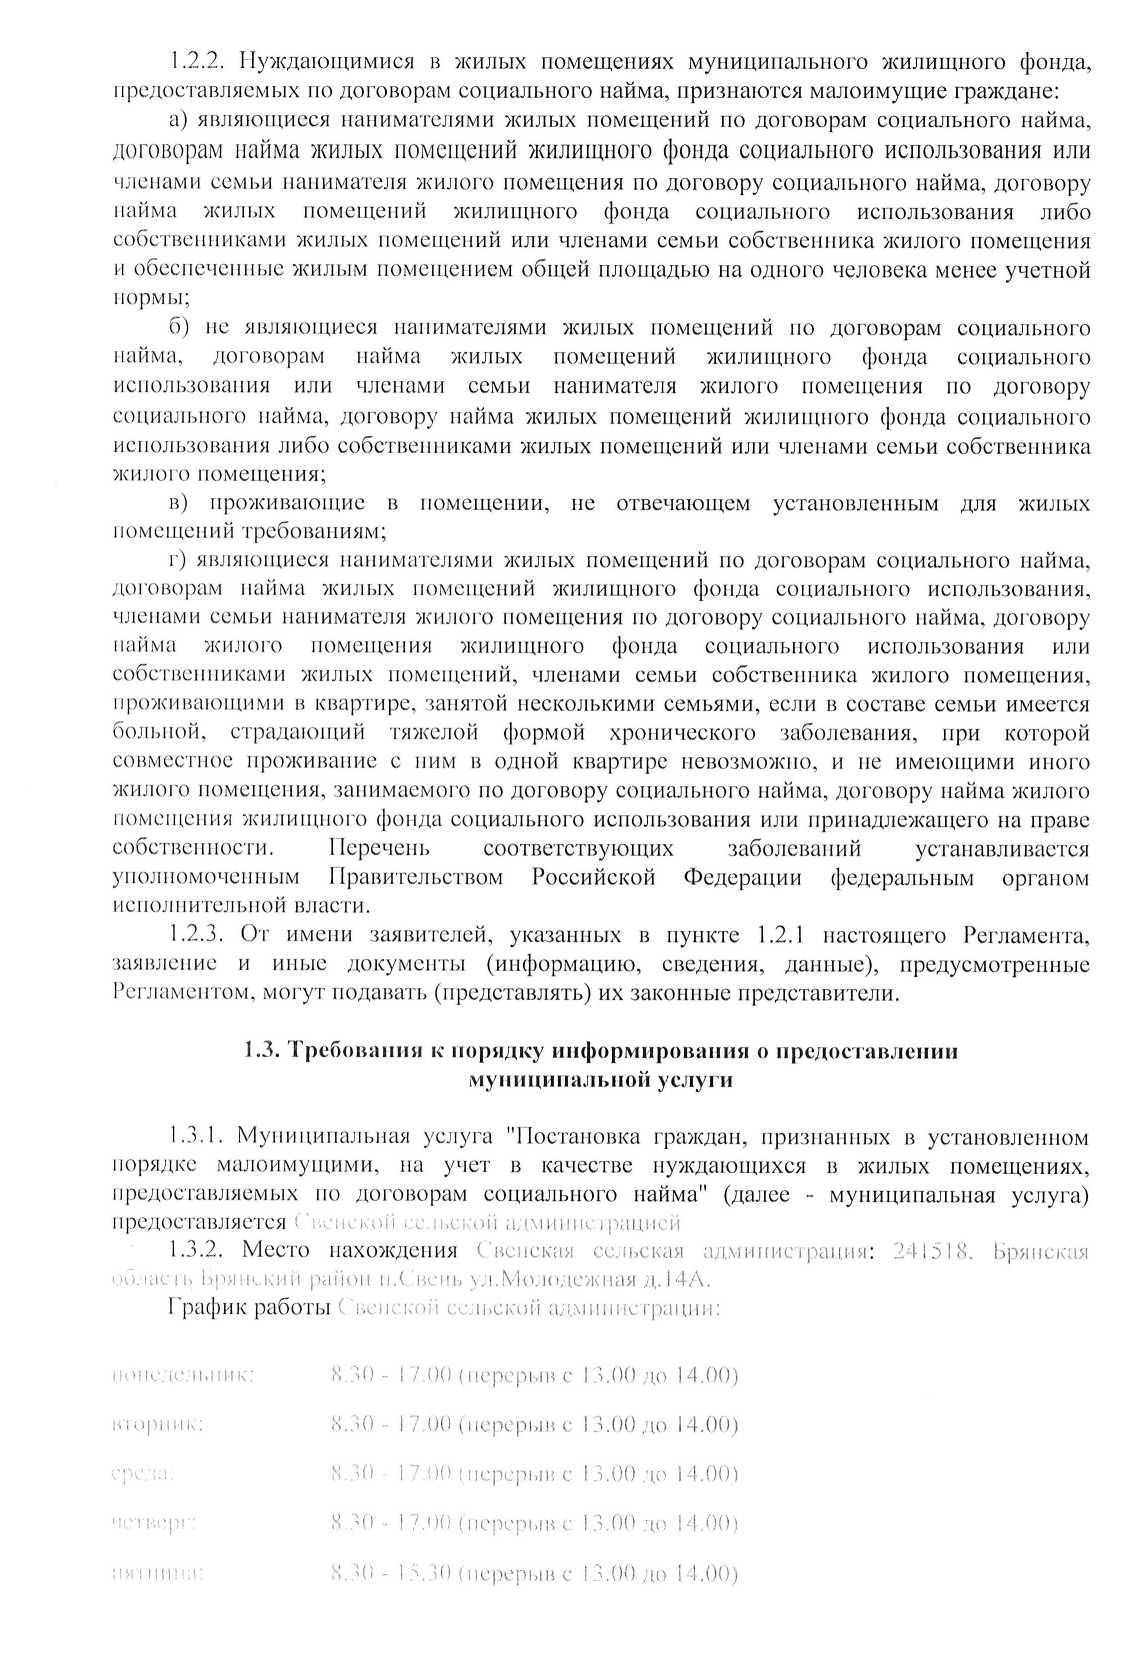 1.2.2. Нуждающимися в жилых помещениях муниципального жилищного фонда,
предоставляемых по договорам социального найма, признаются малоимущие граждане:
а) являющиеся нанимателями жилых помещений по договорам социального найма,
договорам найма жилых помещений жилищного фонда социального использования или
членами семьи нанимателя жилого помещения по договору социального найма, договору
найма жилых помещений жилищного фонда социального использования либо
собственниками жилых помещений или членами семьи собственника жилого помещения
и обеспеченные жилым помещением общей площадью на одного человека менее учетной
нормы;
б) не являющиеся нанимателями жилых помещений по договорам социального
найма, договорам найма жилых помещений жилищного фонда социального
использования или членами семьи нанимателя жилого помещения по договору
социального найма, договору найма жилых помещений жилищного фонда социального
использования либо собственниками жилых помещений или членами семьи собственника
жилого помещения;
в) проживающие в помещении, не отвечающем установленным для жилых
помещений требованиям;
г) являющиеся нанимателями жилых помещений по договорам социального найма,
договорам найма жилых помещений жилищного фонда социального использования,
членами семьи нанимателя жилого помещения по договору социального найма, договору
найма жилого помещения жилищного фонда социального использования или
собственниками жилых помещений, членами семьи собственника жилого помещения,
проживающими в квартире, занятой несколькими семьями, если в составе семьи имеется
больной, страдающий тяжелой формой хронического заболевания, при которой
совместное проживание с ним в одной квартире невозможно, и не имеющими иного
жилого помещения, занимаемого по договору социального найма, договору найма жилого
помещения жилищного фонда социального использования или принадлежащего на праве
собственности. Перечень соответствующих заболеваний устанавливается
уполномоченным Правительством Российской Федерации федеральным органом
исполнительной власти.
1.2.3. От имени заявителей, указанных в пункте 1.2.1 настоящего Регламента,
заявление и иные документы (информацию, сведения, данные), предусмотренные
Регламентом, могут подавать (представлять) их законные представители.
1.3. Требования к порядку информирования о предоставлении
муниципальной услуги
1.3.1. Муниципальная услуга "Постановка граждан, признанных в установленном
порядке малоимущими, на учет в качестве нуждающихся в жилых помещениях,
предоставляемых по договорам социального найма" (далее - муниципальная услуга)
предоставляется Свенской сельской администрацией
1.3.2. Место нахождения Свенская сельская администрация: 241518. Брянская
область Брянский район п.Свень ул.Молодежная д.14А.
График работы Свенской сельской администрации:
понедельник: 8.30 - 17.00 (перерыв с 13.00 до 14.00)
вторник: 8.30 - 17.00 (перерыв с 13.00 до 14.00)
среда: 8.30 - 17.00 (перерыв с 13.00 до 14.00)
четверг: 8.30 - 17.00 (перерыв с 13.00 до 14.00)
пятница: 8.30 - 15.30 (перерыв с 13.00 до 14.00)